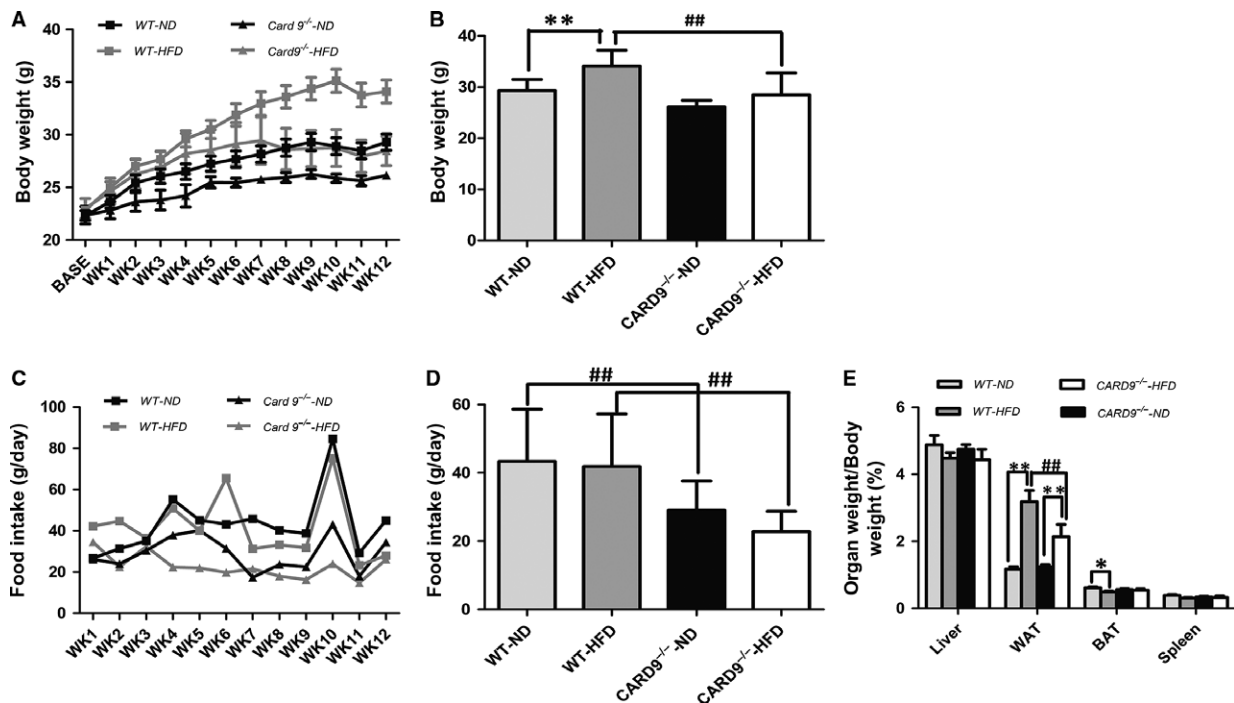 A
WT-ND
Card 9-/--ND
WT-HFD
Card9-/--HFD
Body weight (g)
35
30
25
20
BASE
WK1
WK2
WK3
WK4
WK5
WK6
WK7
WK8
WK9
WK10
WK11
WK12
B
**
##
Body weight (g)
40
30
20
10
0
WT-ND
WT-HFD
CARD9-/--ND
CARD9-/--HFD
C
WT-ND
Card 9-/--ND
WT-HFD
Card 9-/--HFD
Food intake (g/day)
100
80
60
40
20
0
WK1
WK2
WK3
WK4
WK5
WK6
WK7
WK8
WK9
WK10
WK11
WK12
D
##
##
Food intake (g/day)
60
40
20
0
WT-ND
WT-HFD
CARD9-/--ND
CARD9-/--HFD
E
WT-ND
CARD9-/--HFD
WT-HFD
CARD9-/--ND
Organ weight/Body
weight (%)
6
4
2
0
**
##
**
*
Liver
WAT
BAT
Spleen